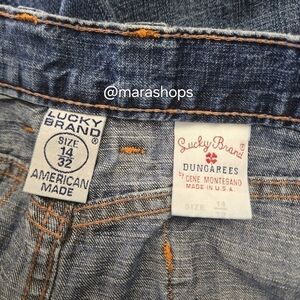 @marashops
LUCKY
BRAND®
SIZE
14
32
AMERICAN
MADE
Lucky Brand®
DUNGAREES
by GENE MONTESANO
MADE IN U.S.A.
SIZE 14